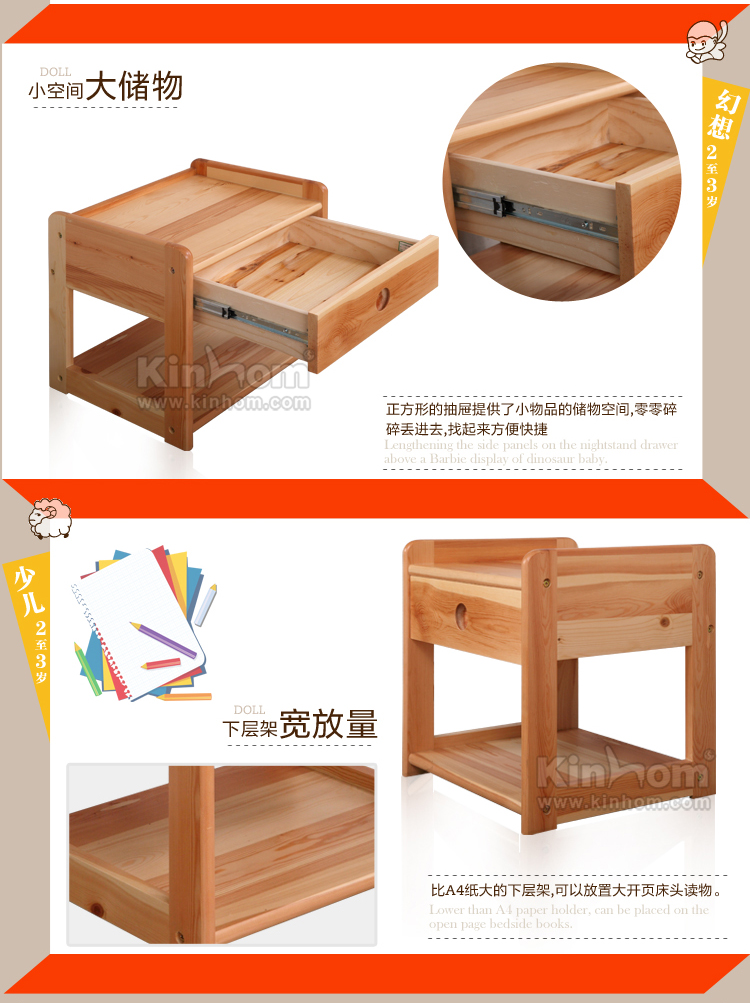 DOLL
小空间大储物
幻想
2至3岁
Kinhom®
www.kinhom.com
正方形的抽屉提供了小物品的储物空间,零零碎
碎丢进去,找起来方便快捷
Lengthening the side panels on the nightstand drawer
above a Barbie display of dinosaur baby.
少儿
2至3岁
DOLL
下层架宽放量
Kinhom®
www.kinhom.com
比A4纸大的下层架,可以放置大开页床头读物。
Lower than A4 paper holder, can be placed on the
open page bedside books.